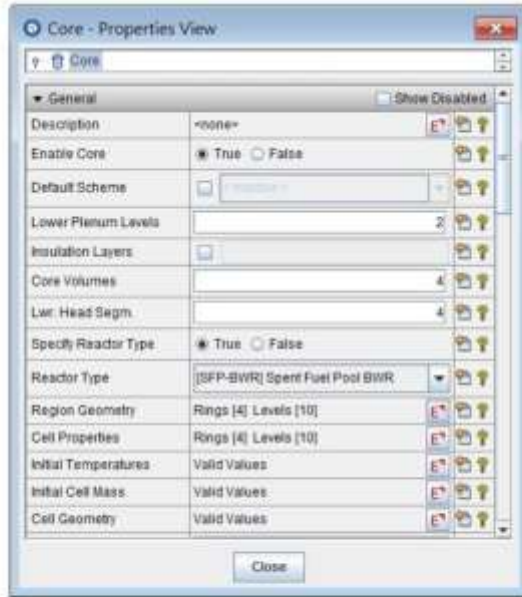 Core - Properties View
Core
General Show Disabled
Description <none>
Enable Core True False
Default Scheme
Lower Plenum Levels 2
Insulation Layers
Core Volumes 4
Lwr. Head Segm. 4
Specify Reactor Type True False
Reactor Type [SFP-BWR] Spent Fuel Pool BWR
Region Geometry Rings [4] Levels [10]
Cell Properties Rings [4] Levels [10]
Initial Temperatures Valid Values
Initial Cell Mass Valid Values
Cell Geometry Valid Values
Close